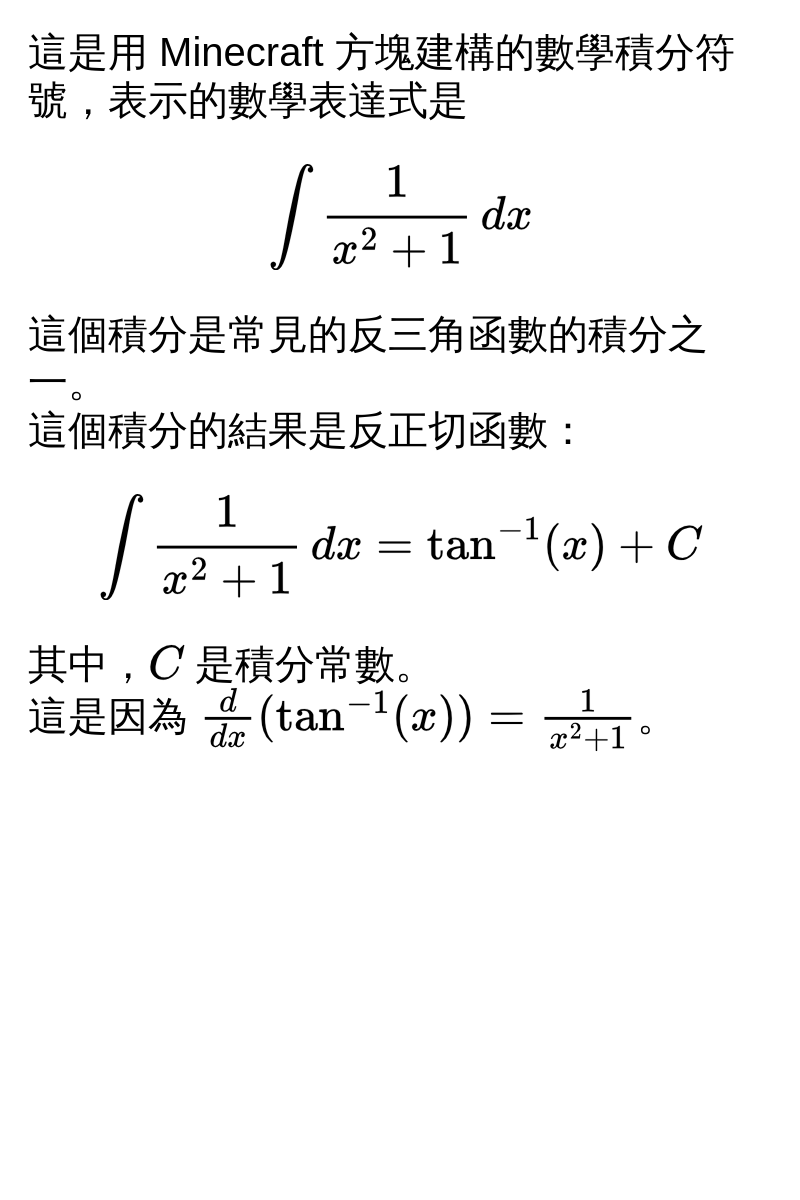 這是用 Minecraft 方塊建構的數學積分符
號，表示的數學表達式是
∫ \frac{1}{x^2 + 1} dx
這個積分是常見的反三角函數的積分之
一。
這個積分的結果是反正切函數：
∫ \frac{1}{x^2 + 1} dx = tan^{-1}(x) + C
其中，C 是積分常數。
這是因為 \frac{d}{dx}(tan^{-1}(x)) = \frac{1}{x^2+1}。